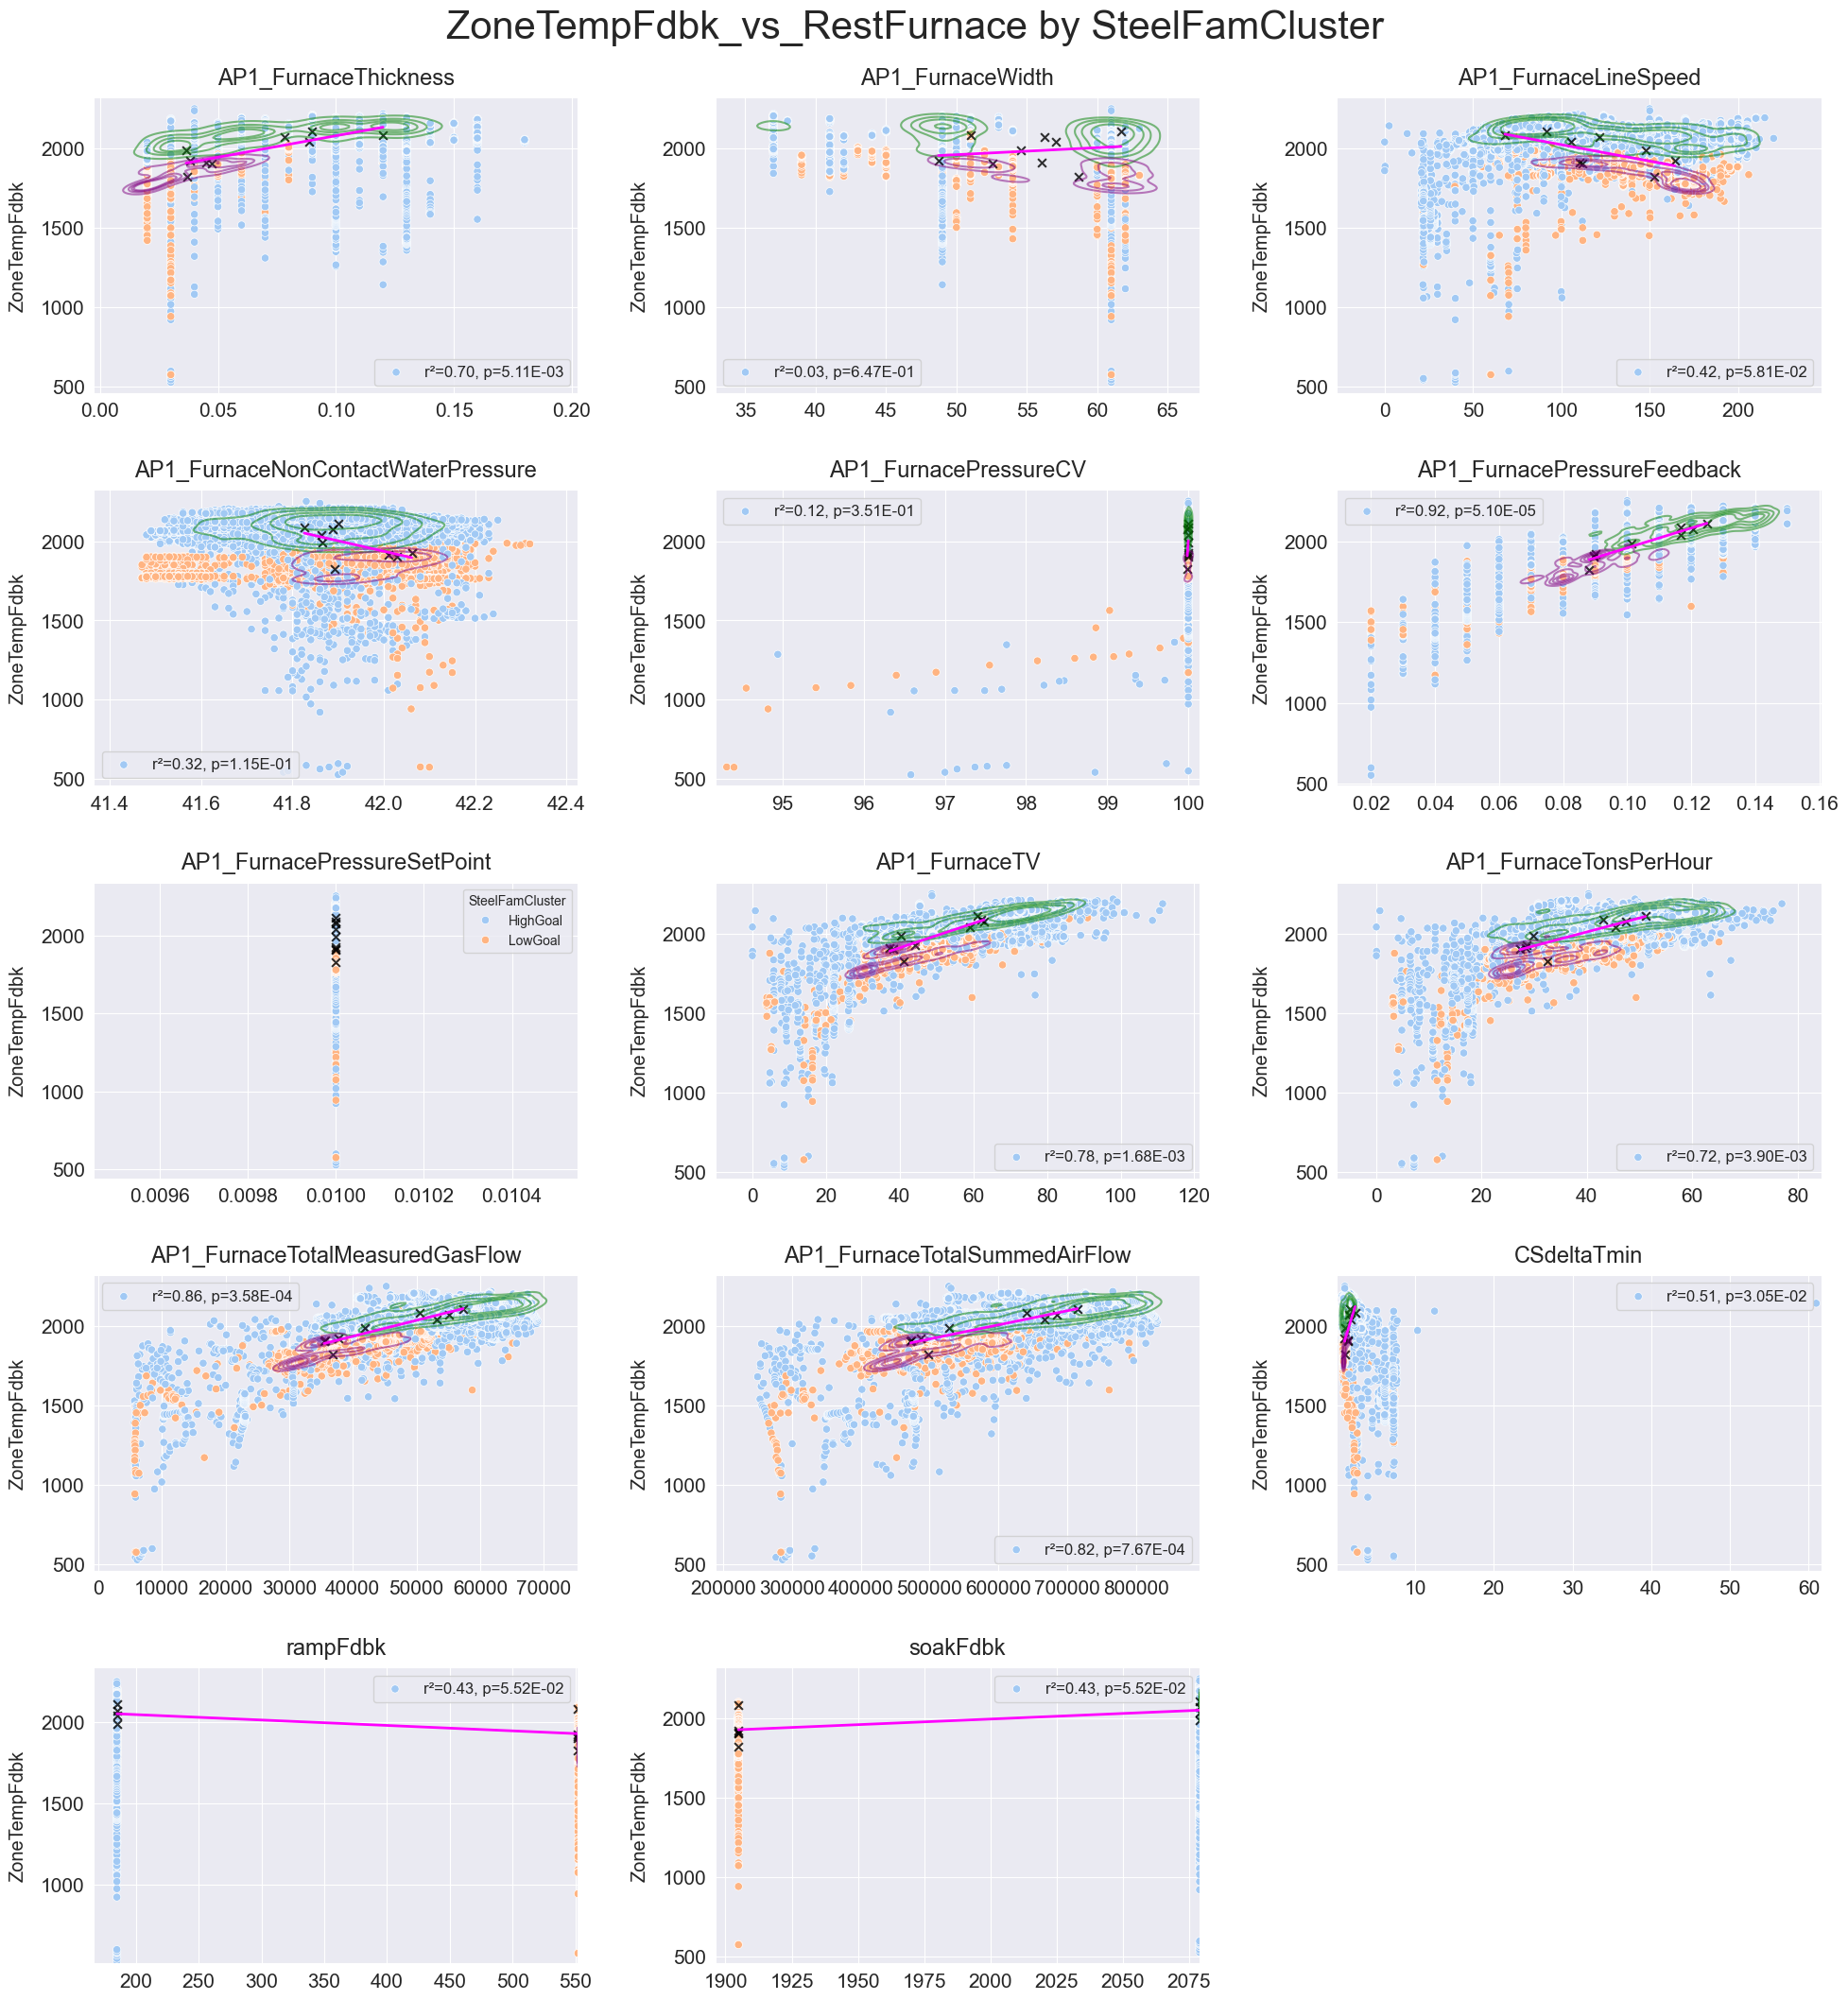 ZoneTempFdbk_vs_RestFurnace by SteelFamCluster
AP1_FurnaceThickness
ZoneTempFdbk
2000
1500
1000
500
r²=0.70, p=5.11E-03
0.00 0.05 0.10 0.15 0.20
AP1_FurnaceWidth
ZoneTempFdbk
2000
1500
1000
500
r²=0.03, p=6.47E-01
35 40 45 50 55 60 65
AP1_FurnaceLineSpeed
ZoneTempFdbk
2000
1500
1000
500
r²=0.42, p=5.81E-02
0 50 100 150 200
AP1_FurnaceNonContactWaterPressure
ZoneTempFdbk
2000
1500
1000
500
r²=0.32, p=1.15E-01
41.4 41.6 41.8 42.0 42.2 42.4
AP1_FurnacePressureCV
r²=0.12, p=3.51E-01
ZoneTempFdbk
2000
1500
1000
500
95 96 97 98 99 100
AP1_FurnacePressureFeedback
r²=0.92, p=5.10E-05
ZoneTempFdbk
2000
1500
1000
500
0.02 0.04 0.06 0.08 0.10 0.12 0.14 0.16
AP1_FurnacePressureSetPoint
SteelFamCluster
HighGoal
LowGoal
ZoneTempFdbk
2000
1500
1000
500
0.0096 0.0098 0.0100 0.0102 0.0104
AP1_FurnaceTV
ZoneTempFdbk
2000
1500
1000
500
r²=0.78, p=1.68E-03
0 20 40 60 80 100 120
AP1_FurnaceTonsPerHour
ZoneTempFdbk
2000
1500
1000
500
r²=0.72, p=3.90E-03
0 20 40 60 80
AP1_FurnaceTotalMeasuredGasFlow
r²=0.86, p=3.58E-04
ZoneTempFdbk
2000
1500
1000
500
0 10000 20000 30000 40000 50000 60000 70000
AP1_FurnaceTotalSummedAirFlow
ZoneTempFdbk
2000
1500
1000
500
r²=0.82, p=7.67E-04
200000 300000 400000 500000 600000 700000 800000
CSdeltaTmin
r²=0.51, p=3.05E-02
ZoneTempFdbk
2000
1500
1000
500
10 20 30 40 50 60
rampFdbk
r²=0.43, p=5.52E-02
ZoneTempFdbk
2000
1500
1000
200 250 300 350 400 450 500 550
soakFdbk
r²=0.43, p=5.52E-02
ZoneTempFdbk
2000
1500
1000
500
1900 1925 1950 1975 2000 2025 2050 2075